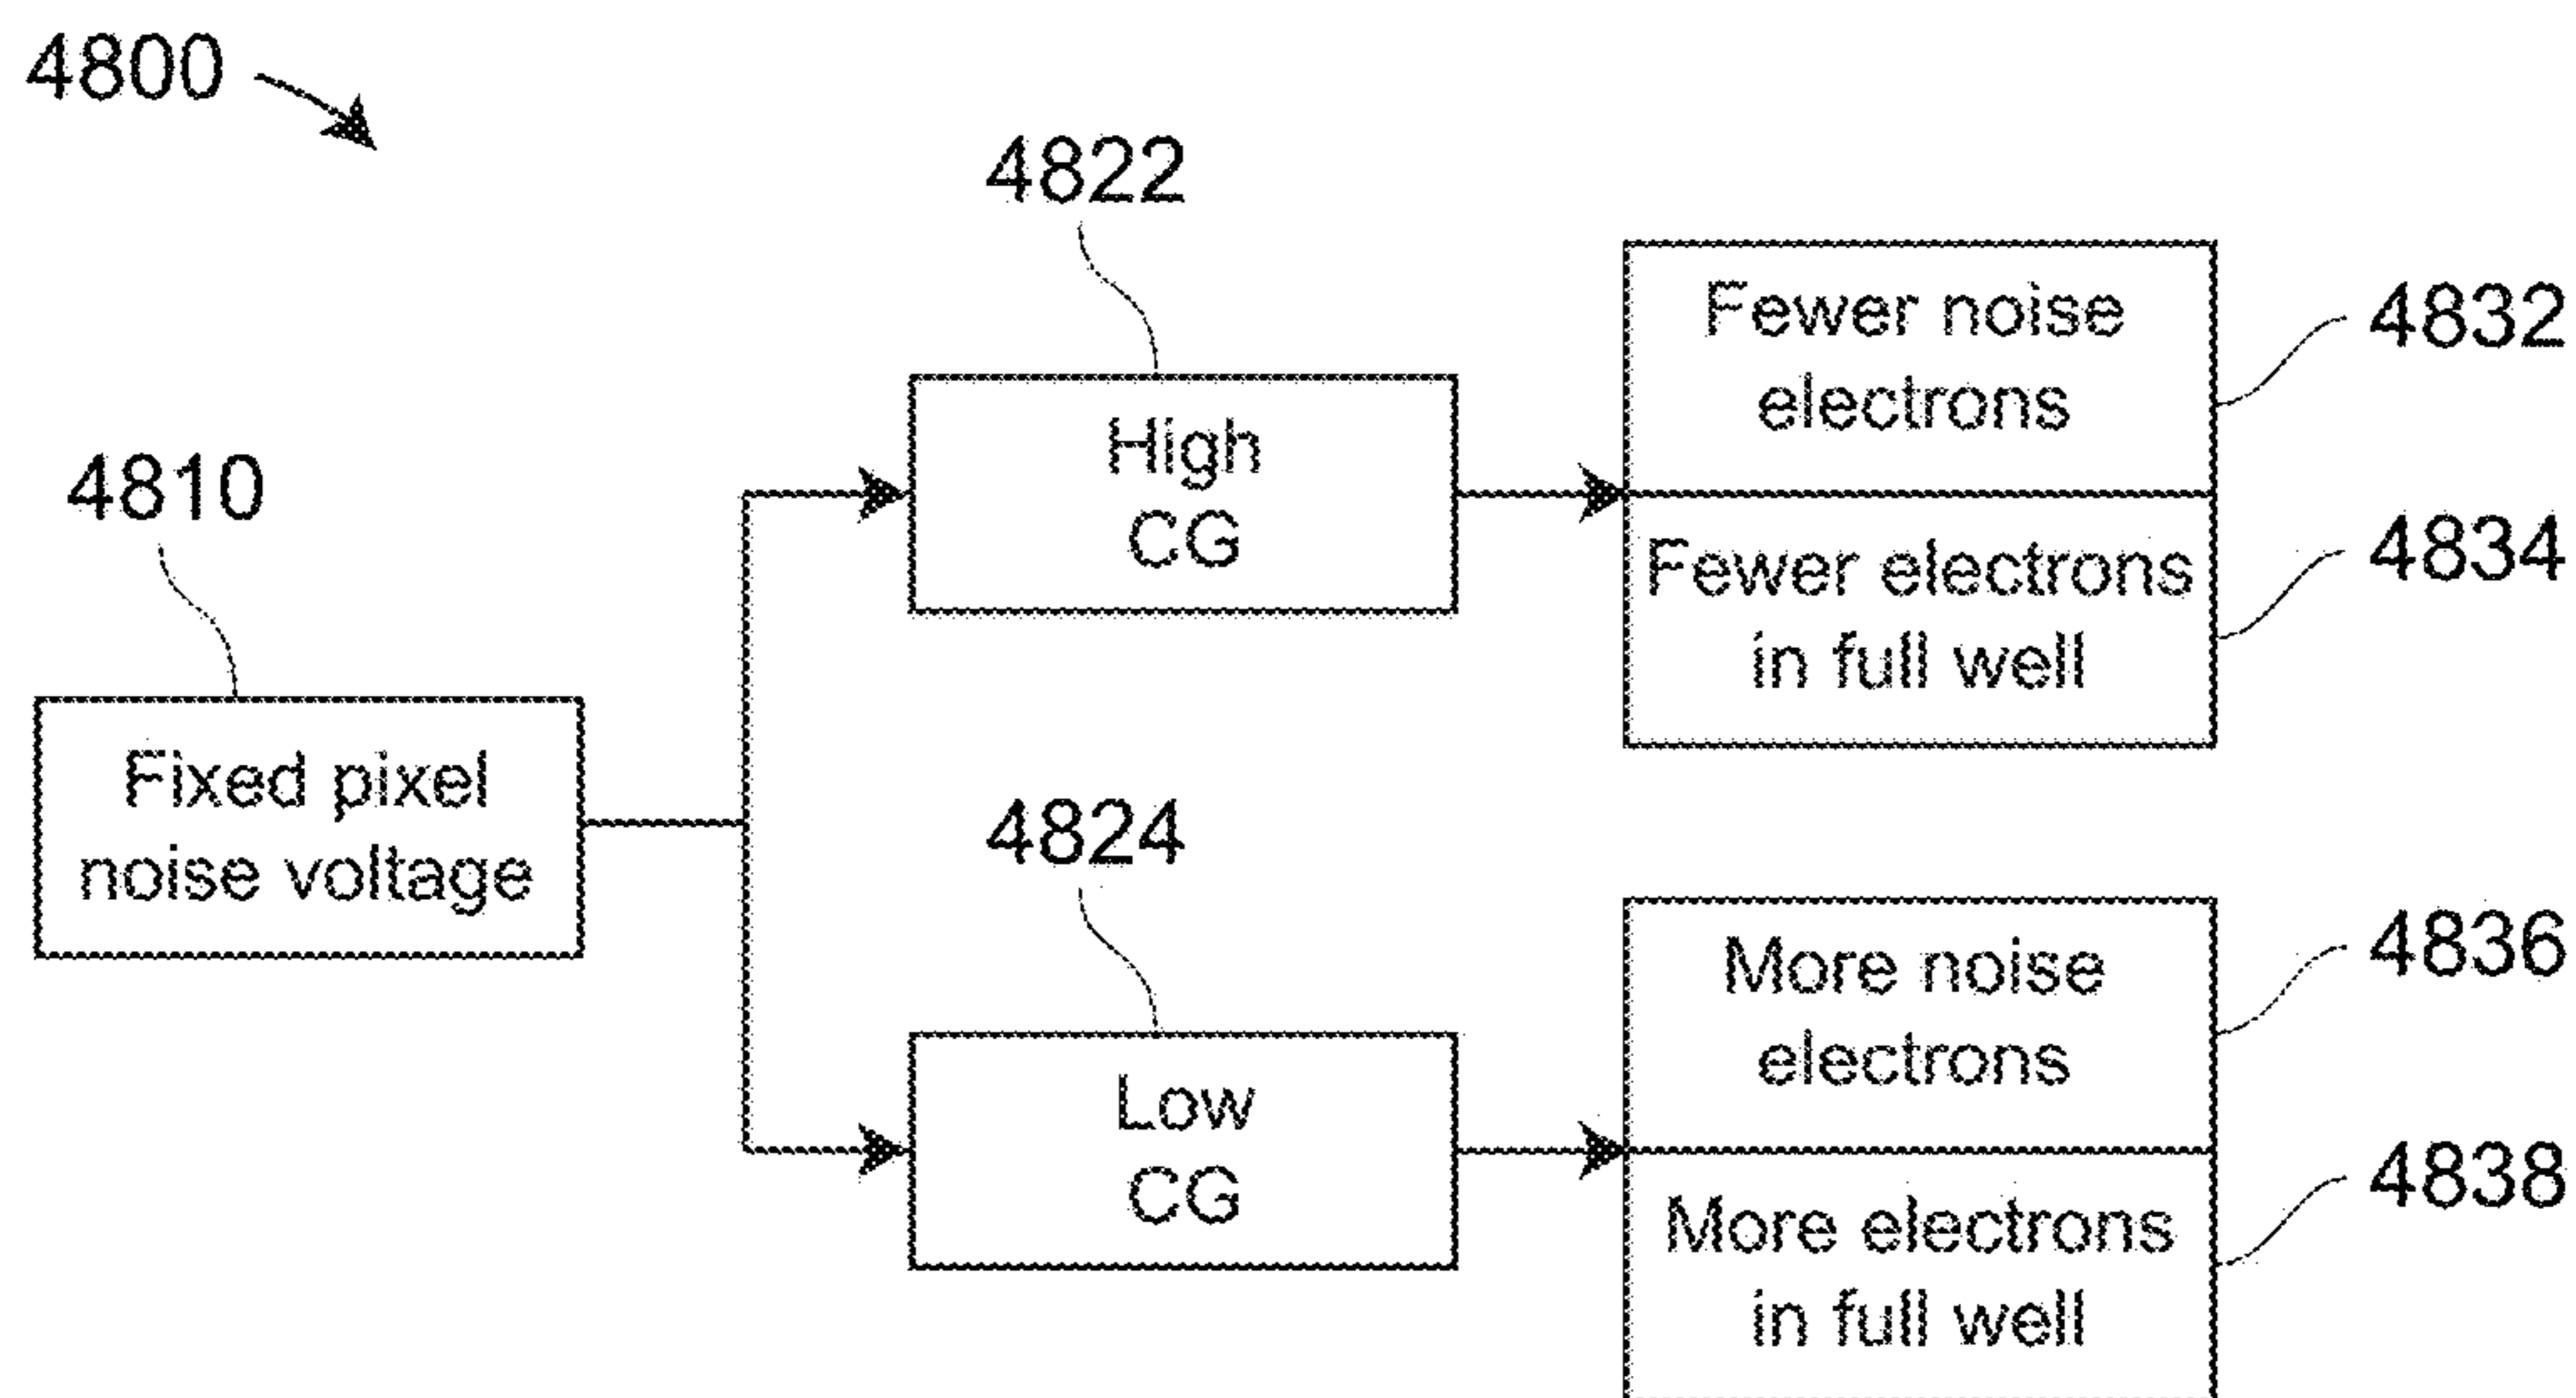 4800
4822
High
CG
Fewer noise
electrons
4832
Fewer electrons
in full well
4834
4810
Fixed pixel
noise voltage
4824
Low
CG
More noise
electrons
4836
More electrons
in full well
4838